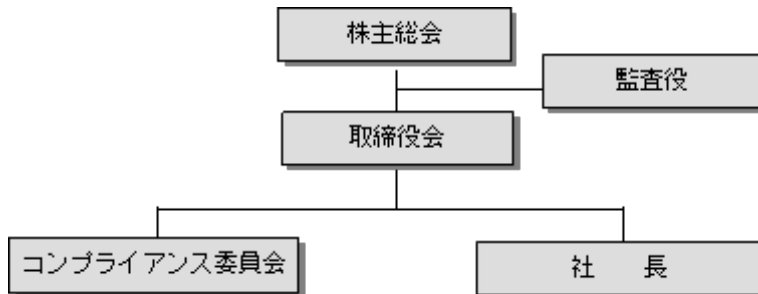 株主総会
監査役
取締役会
コンプライアンス委員会
社　長